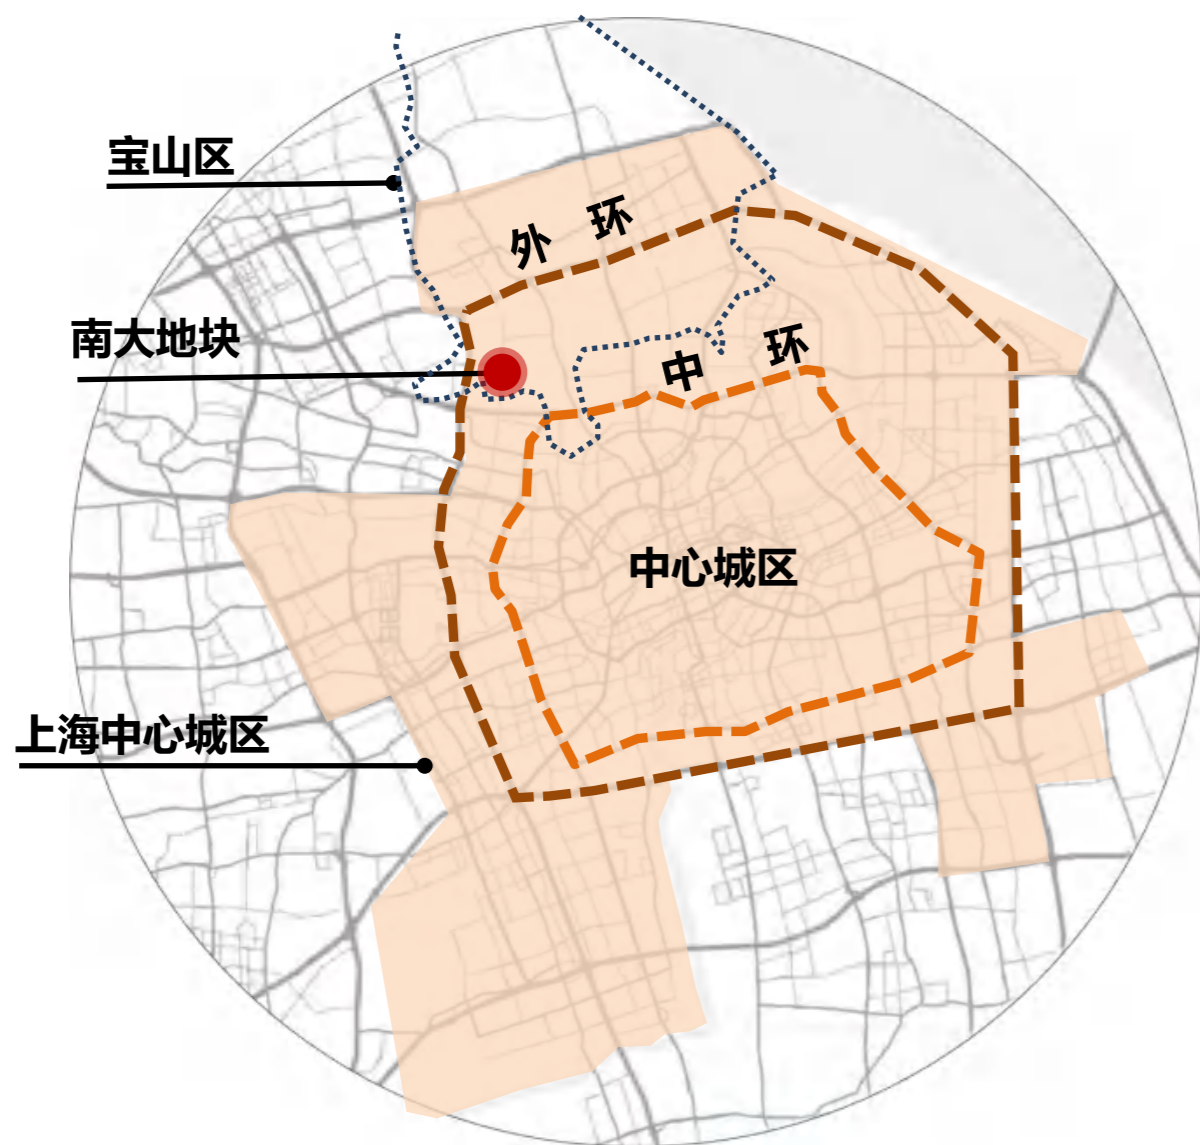 宝山区
外 环
南大地块
中 环
中心城区
上海中心城区